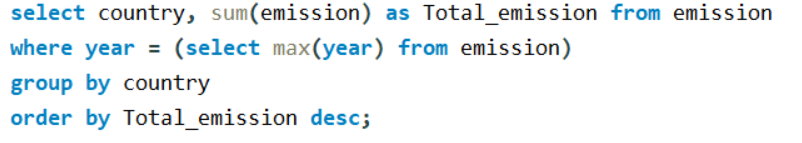 select country, sum(emission) as Total_emission from emission
where year = (select max(year) from emission)
group by country
order by Total_emission desc;